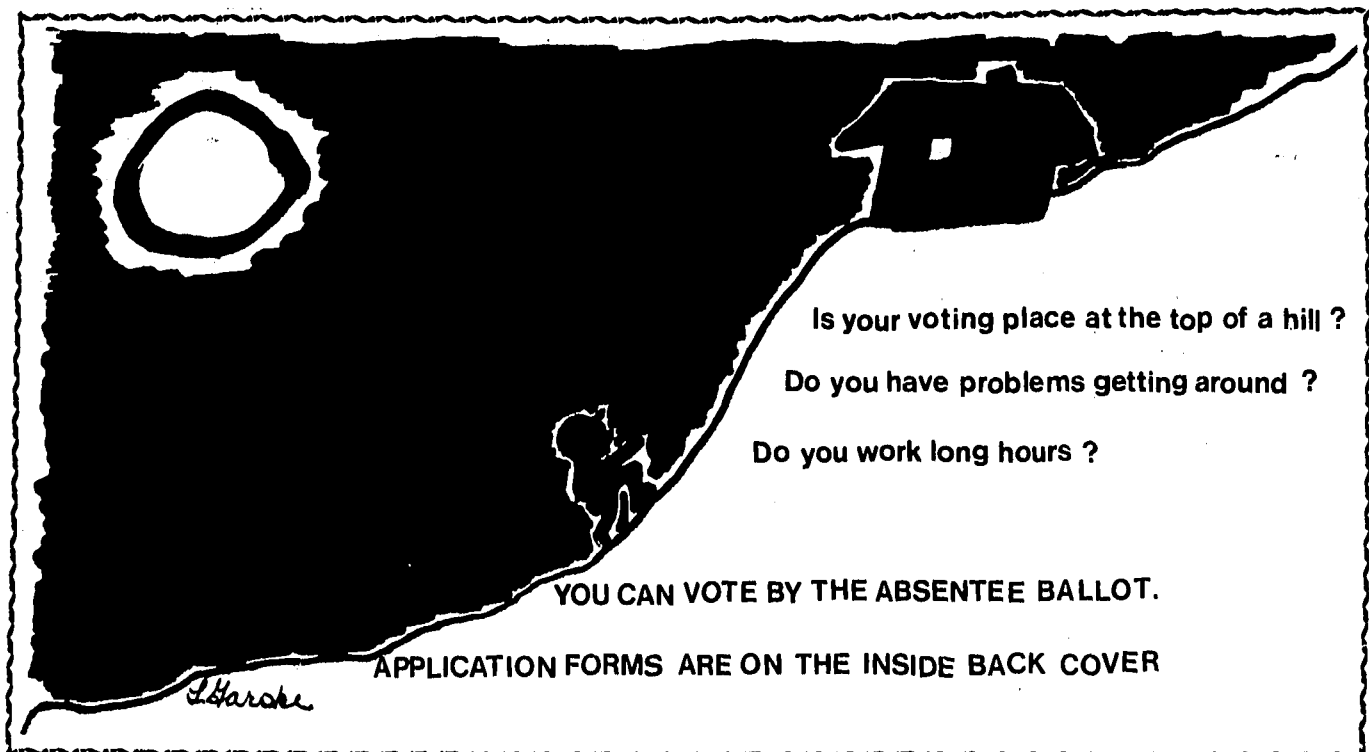 Is your voting place at the top of a hill ?
Do you have problems getting around ?
Do you work long hours ?
YOU CAN VOTE BY THE ABSENTEE BALLOT.
APPLICATION FORMS ARE ON THE INSIDE BACK COVER